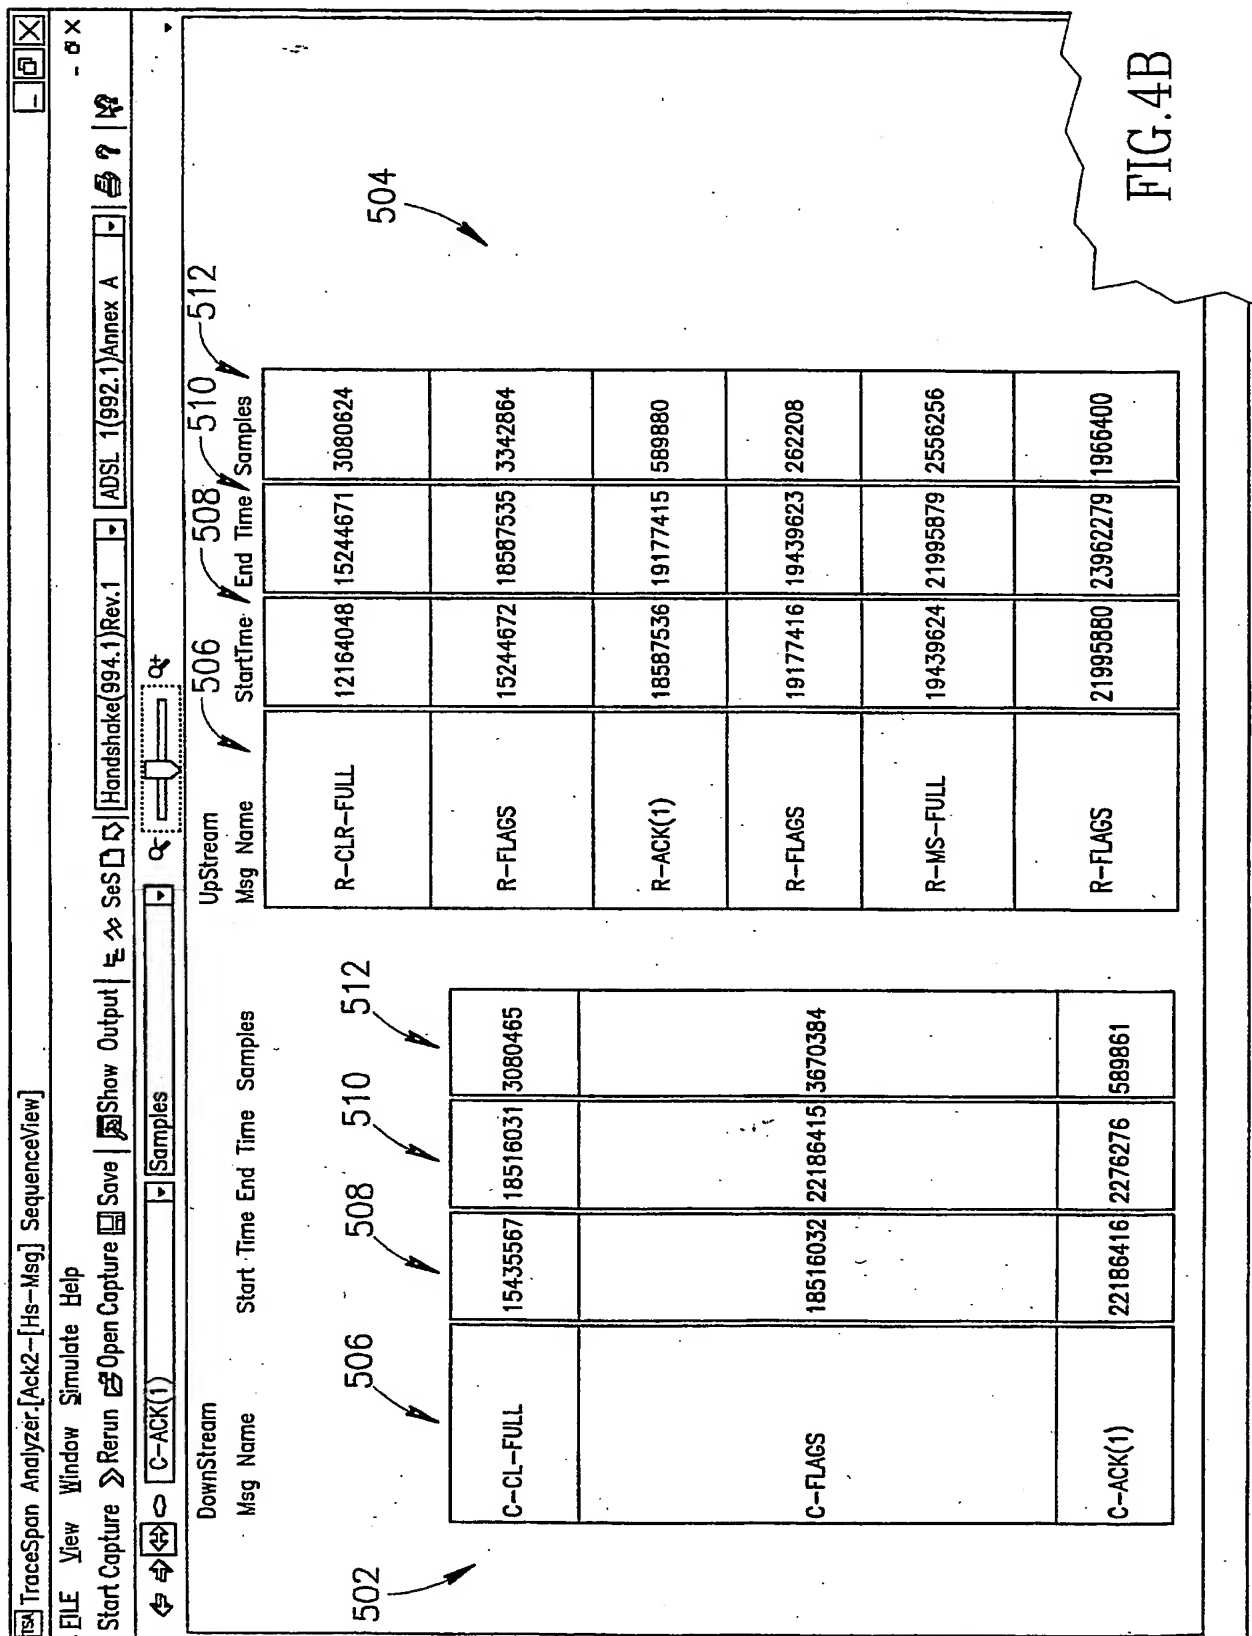 TSA TraceSpan Analyzer.[Ack2-[Hs-Msg] SequenceView]
FILE View Window Simulate Help
Start Capture Rerun Open Capture Save Show Output SeS Handshake(994.1)Rev.1 ADSL 1(992.1)Annex A ?
C-ACK(1) Samples
DownStream
Msg Name Start Time End Time Samples
502 506 508 510 512
C-CL-FULL 15435567 18516031 3080465
C-FLAGS 18516032 22186415 3670384
C-ACK(1) 22186416 2276276 589861
UpStream
506 508 510 512
Msg Name StartTme End Time Samples
R-CLR-FULL 12164048 15244671 3080624
R-FLAGS 15244672 18587535 3342864
R-ACK(1) 18587536 19177415 589880
R-FLAGS 19177416 19439623 262208
R-MS-FULL 19439624 21995879 2556256
R-FLAGS 21995880 23962279 1966400
504
FIG.4B